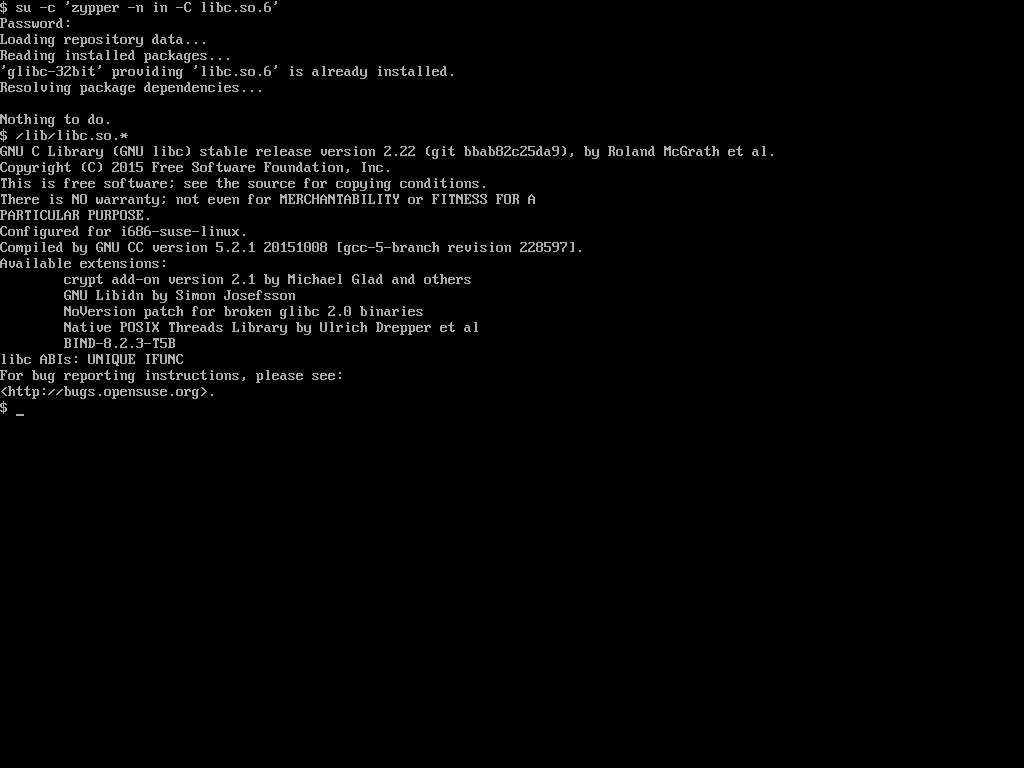 $ su -c 'zypper -n in -C libc.so.6'
Password:
Loading repository data...
Reading installed packages...
'glibc-32bit' providing 'libc.so.6' is already installed.
Resolving package dependencies...
Nothing to do.
$ /lib/libc.so.*
GNU C Library (GNU libc) stable release version 2.22 (git bbab82c25da9), by Roland McGrath et al.
Copyright (C) 2015 Free Software Foundation, Inc.
This is free software; see the source for copying conditions.
There is NO warranty; not even for MERCHANTABILITY or FITNESS FOR A
PARTICULAR PURPOSE.
Configured for i686-suse-linux.
Compiled by GNU CC version 5.2.1 20151008 [gcc-5-branch revision 228597].
Available extensions:
crypt add-on version 2.1 by Michael Glad and others
GNU Libidn by Simon Josefsson
NoVersion patch for broken glibc 2.0 binaries
Native POSIX Threads Library by Ulrich Drepper et al
BIND-8.2.3-T5B
libc ABIs: UNIQUE IFUNC
For bug reporting instructions, please see:
<http://bugs.opensuse.org>.
$ _